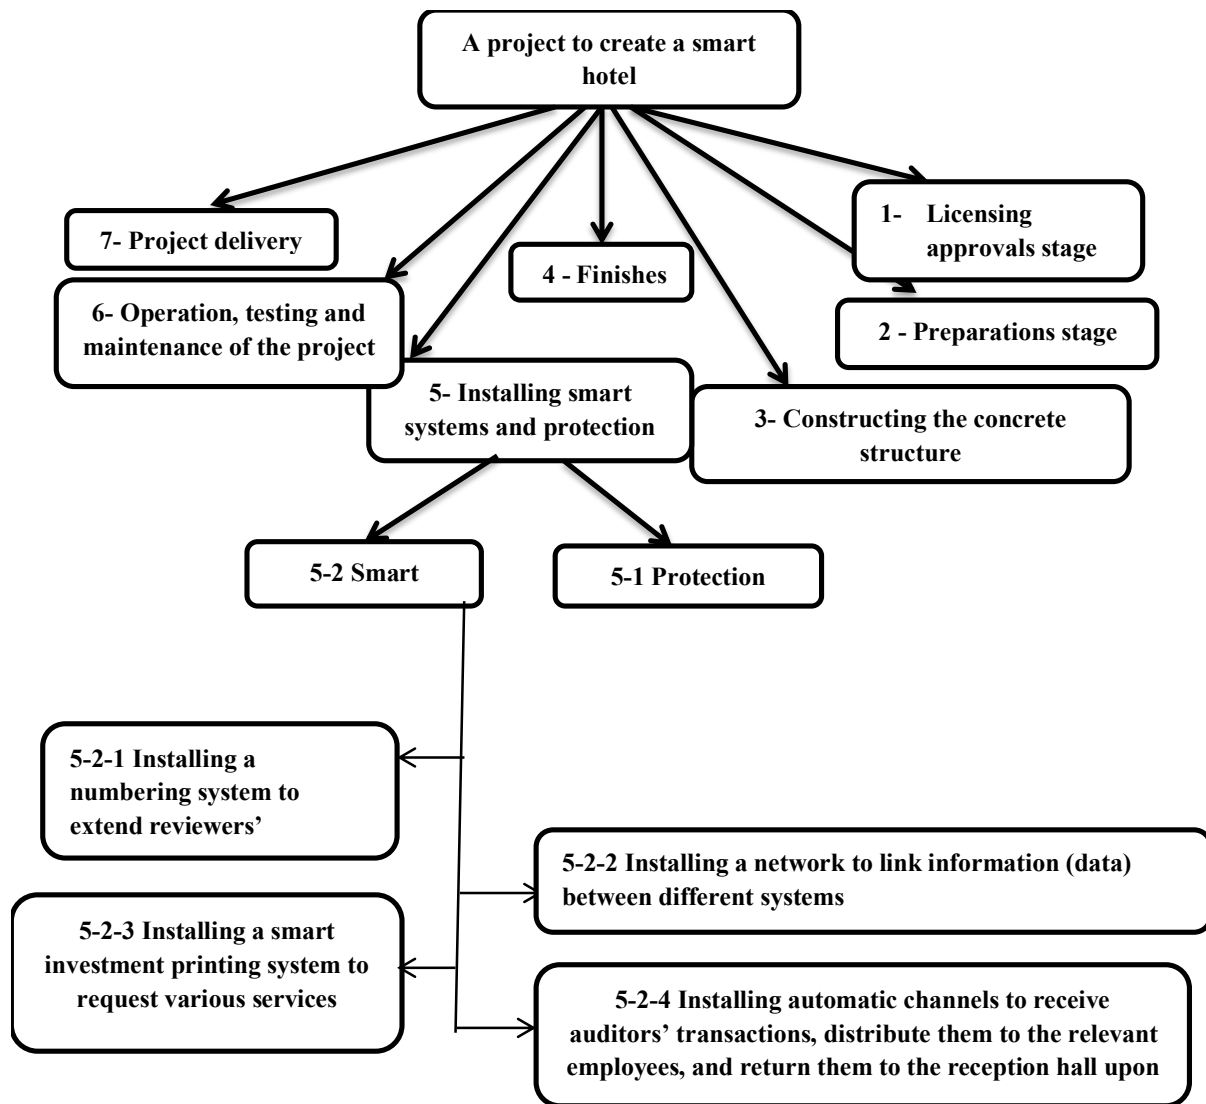 A project to create a smart
hotel
1- Licensing
approvals stage
7- Project delivery
4 - Finishes
2 - Preparations stage
6- Operation, testing and
maintenance of the project
5- Installing smart
systems and protection
3- Constructing the concrete
structure
5-2 Smart
5-1 Protection
5-2-1 Installing a
numbering system to
extend reviewers’
5-2-2 Installing a network to link information (data)
between different systems
5-2-3 Installing a smart
investment printing system to
request various services
5-2-4 Installing automatic channels to receive
auditors’ transactions, distribute them to the relevant
employees, and return them to the reception hall upon